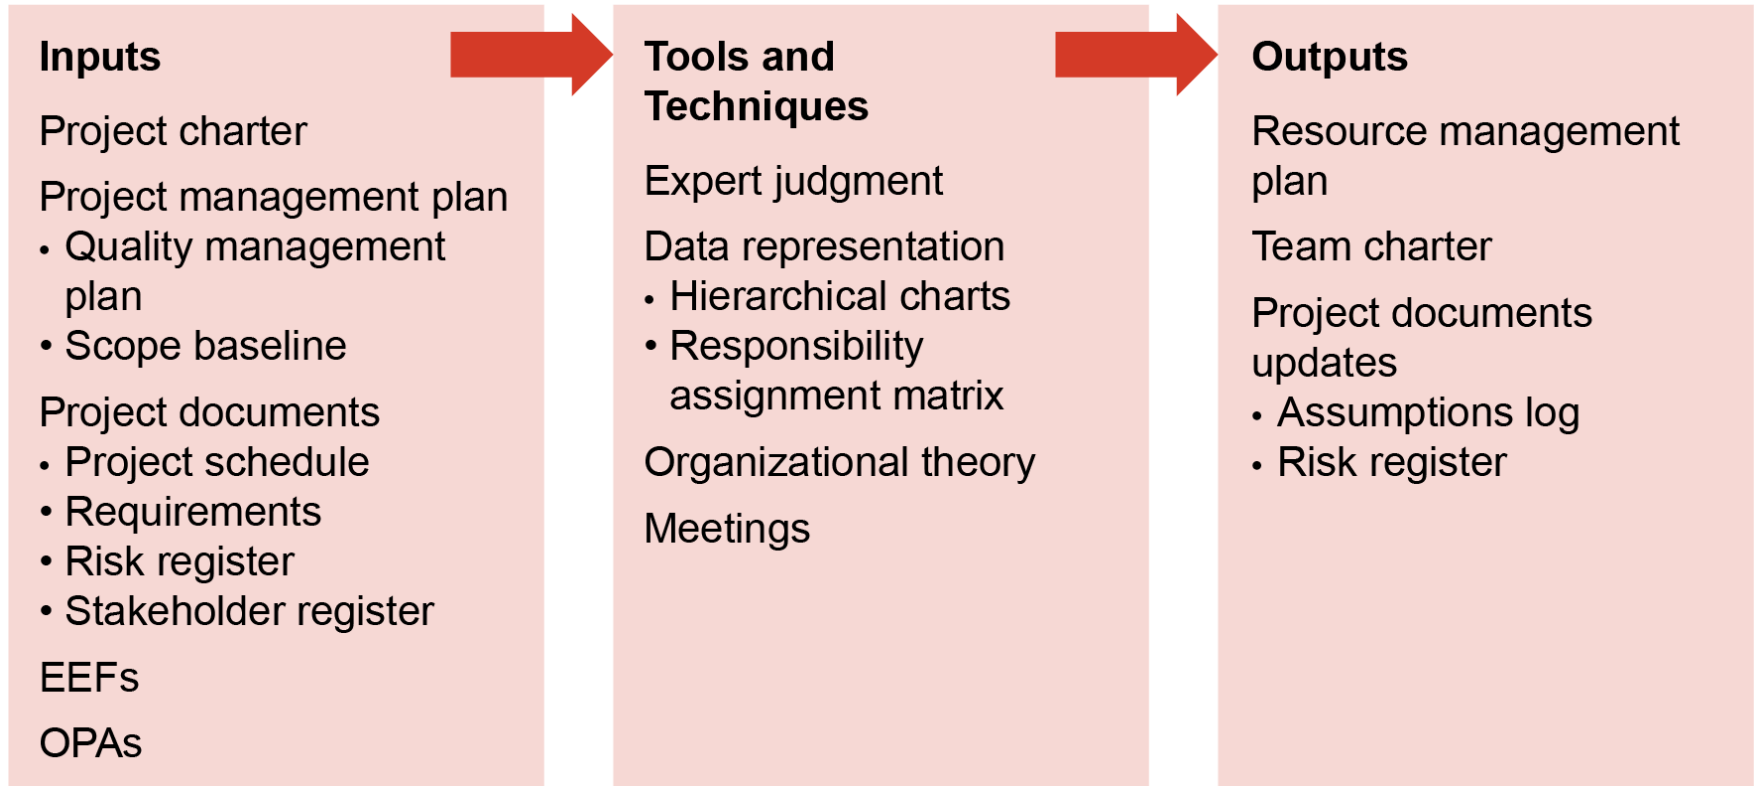 Inputs
Project charter
Project management plan
• Quality management
plan
• Scope baseline
Project documents
• Project schedule
• Requirements
• Risk register
• Stakeholder register
EEFs
OPAs
Tools and
Techniques
Expert judgment
Data representation
• Hierarchical charts
• Responsibility
assignment matrix
Organizational theory
Meetings
Outputs
Resource management
plan
Team charter
Project documents
updates
• Assumptions log
• Risk register